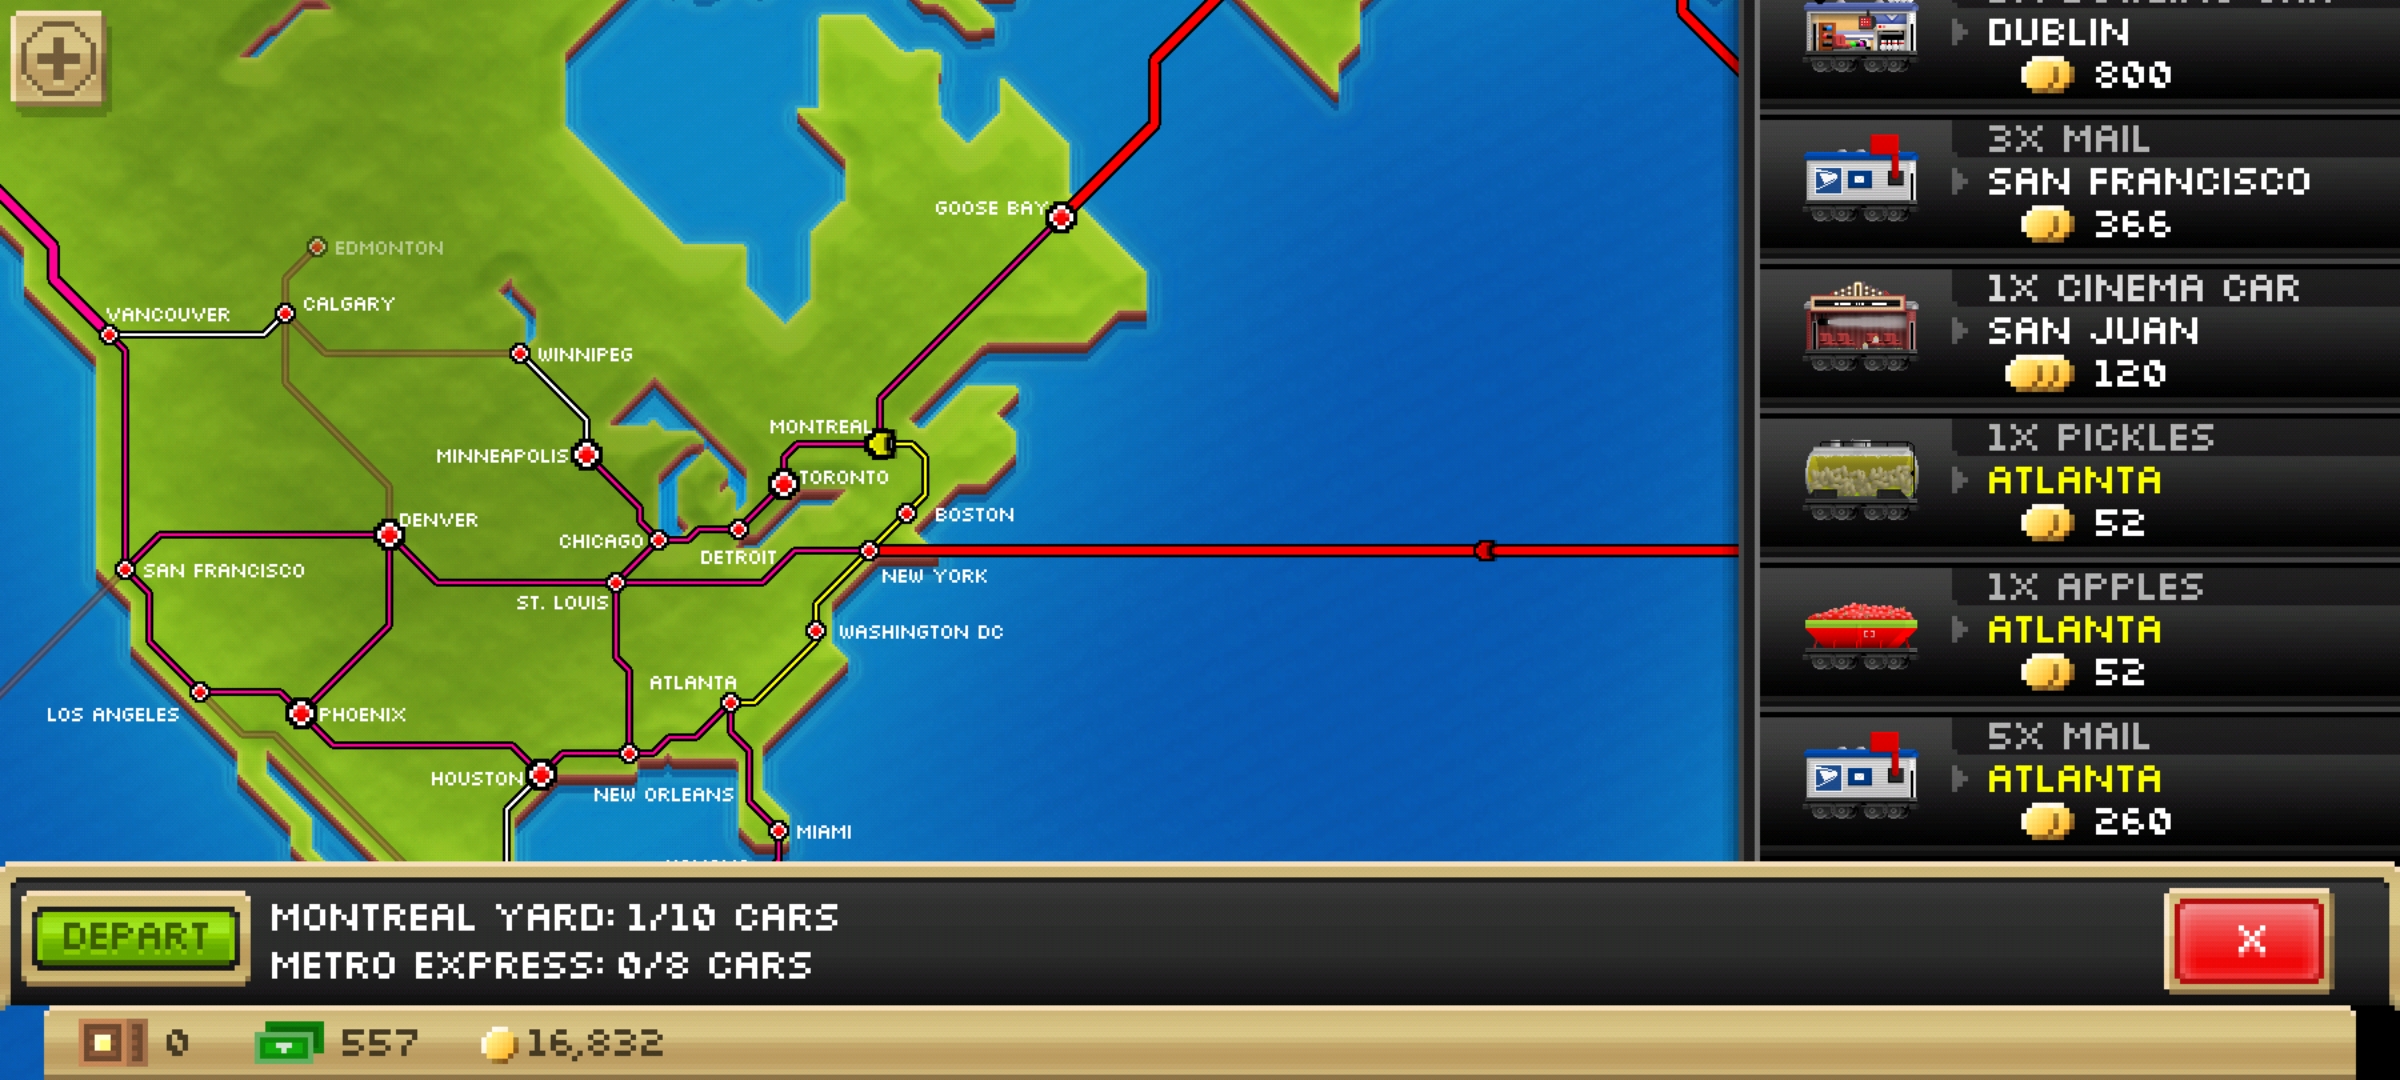 DUBLIN
800
3X MAIL
SAN FRANCISCO
366
1X CINEMA CAR
SAN JUAN
120
1X PICKLES
ATLANTA
52
1X APPLES
ATLANTA
52
5X MAIL
ATLANTA
260
GOOSE BAY
EDMONTON
CALGARY
VANCOUVER
WINNIPEG
MONTREAL
MINNEAPOLIS
TORONTO
BOSTON
DENVER
CHICAGO
DETROIT
SAN FRANCISCO
NEW YORK
ST. LOUIS
WASHINGTON DC
ATLANTA
LOS ANGELES
PHOENIX
HOUSTON
NEW ORLEANS
MIAMI
DEPART
MONTREAL YARD: 1/10 CARS
METRO EXPRESS: 0/8 CARS
X
0
557
16,832